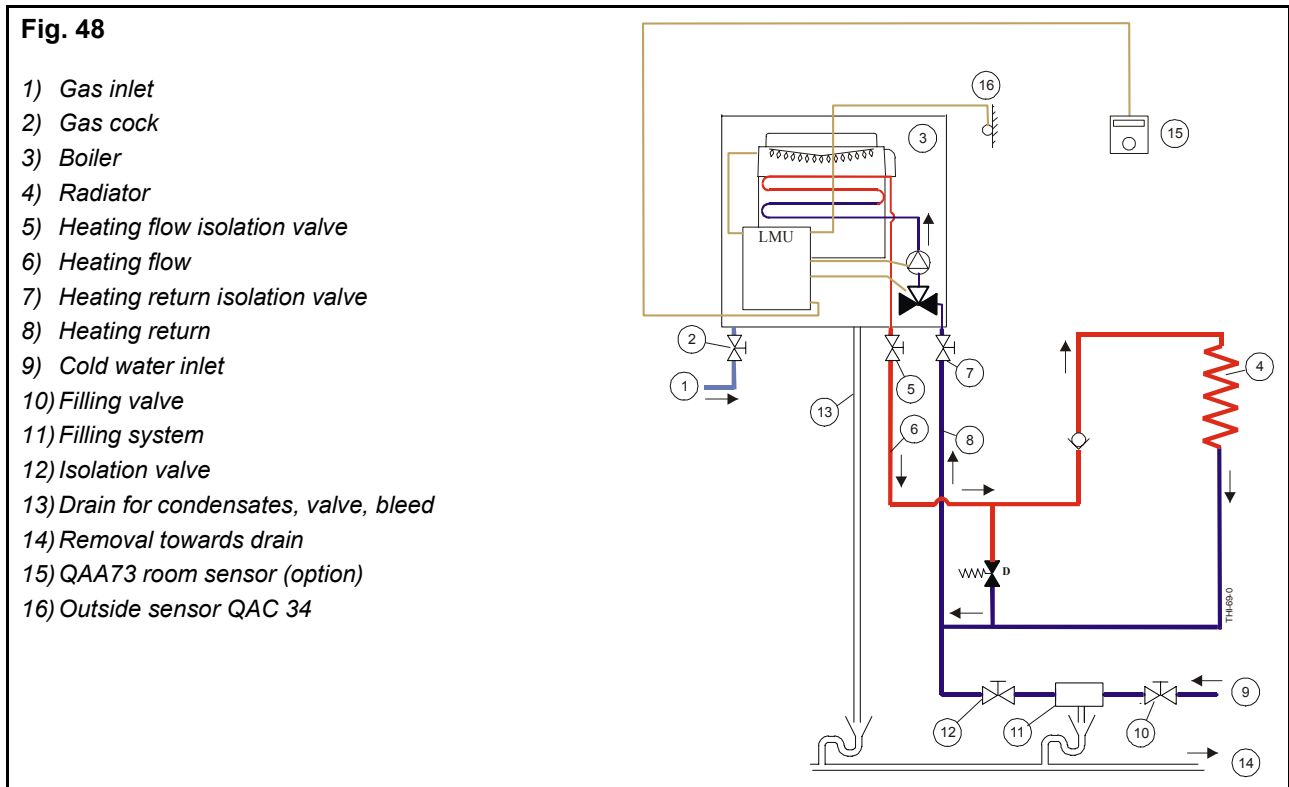 Fig. 48
1) Gas inlet
2) Gas cock
3) Boiler
4) Radiator
5) Heating flow isolation valve
6) Heating flow
7) Heating return isolation valve
8) Heating return
9) Cold water inlet
10) Filling valve
11) Filling system
12) Isolation valve
13) Drain for condensates, valve, bleed
14) Removal towards drain
15) QAA73 room sensor (option)
16) Outside sensor QAC 34
16
3
15
LMU
2
1
5
7
4
13
6
8
D
THI-69-0
9
12
11
10
14